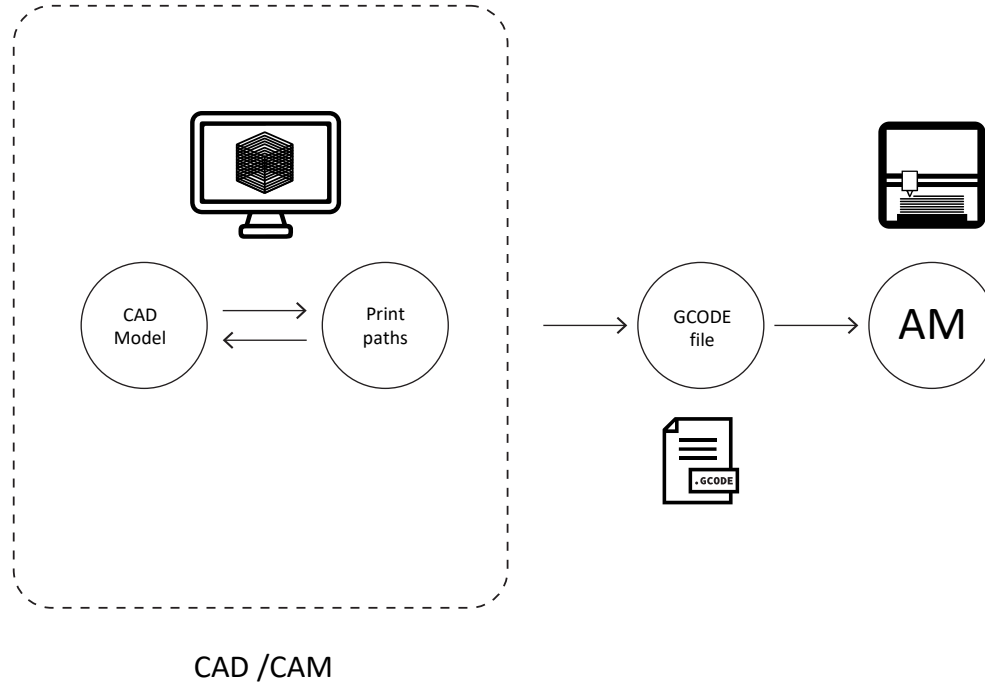 CAD
Model
Print
paths
GCODE
file
AM
.GCODE
CAD /CAM